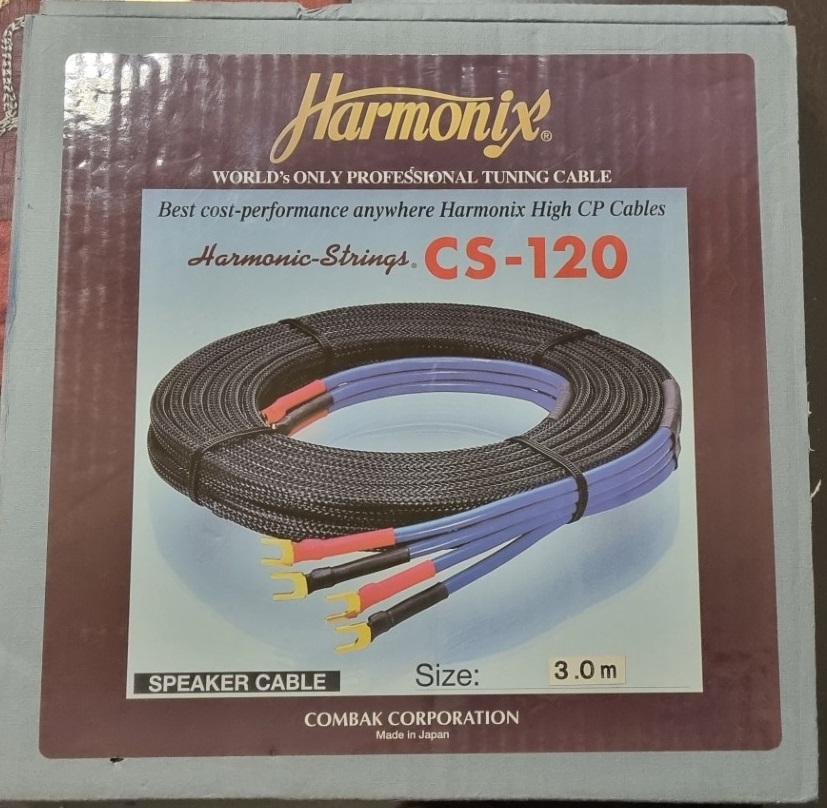 Harmonix®
WORLD's ONLY PROFESSIONAL TUNING CABLE
Best cost-performance anywhere Harmonix High CP Cables
Harmonic-Strings® CS-120
SPEAKER CABLE Size: 3.0m
COMBAK CORPORATION
Made in Japan